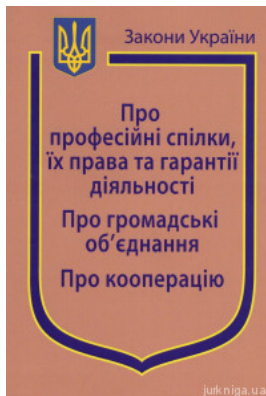 Закони України
Про
професійні спілки,
їх права та гарантії
діяльності
Про громадські
об’єднання
Про кооперацію
jurkniga.ua